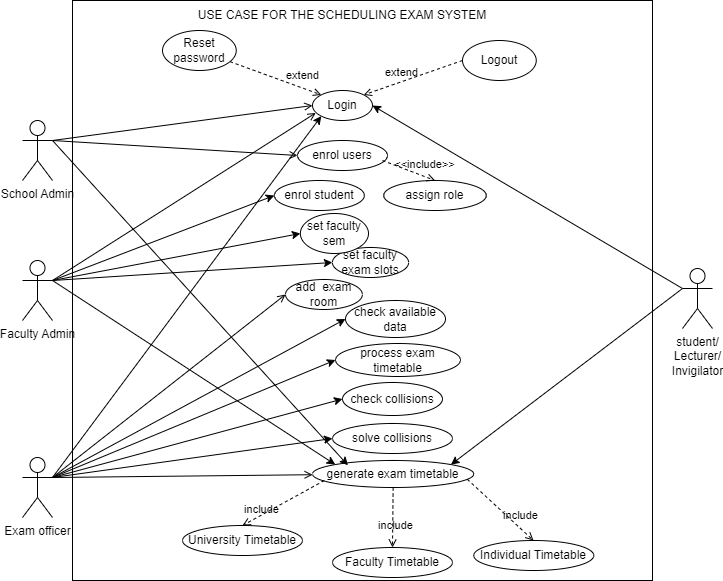 USE CASE FOR THE SCHEDULING EXAM SYSTEM
Reset
password
Logout
extend
extend
Login
School Admin
enrol users
<<include>>
assign role
enrol student
set faculty
sem
set faculty
exam slots
Faculty Admin
add exam
room
check available
data
student/
Lecturer/
Invigilator
process exam
timetable
check collisions
solve collisions
generate exam timetable
Exam officer
include
include
include
University Timetable
Faculty Timetable
Individual Timetable